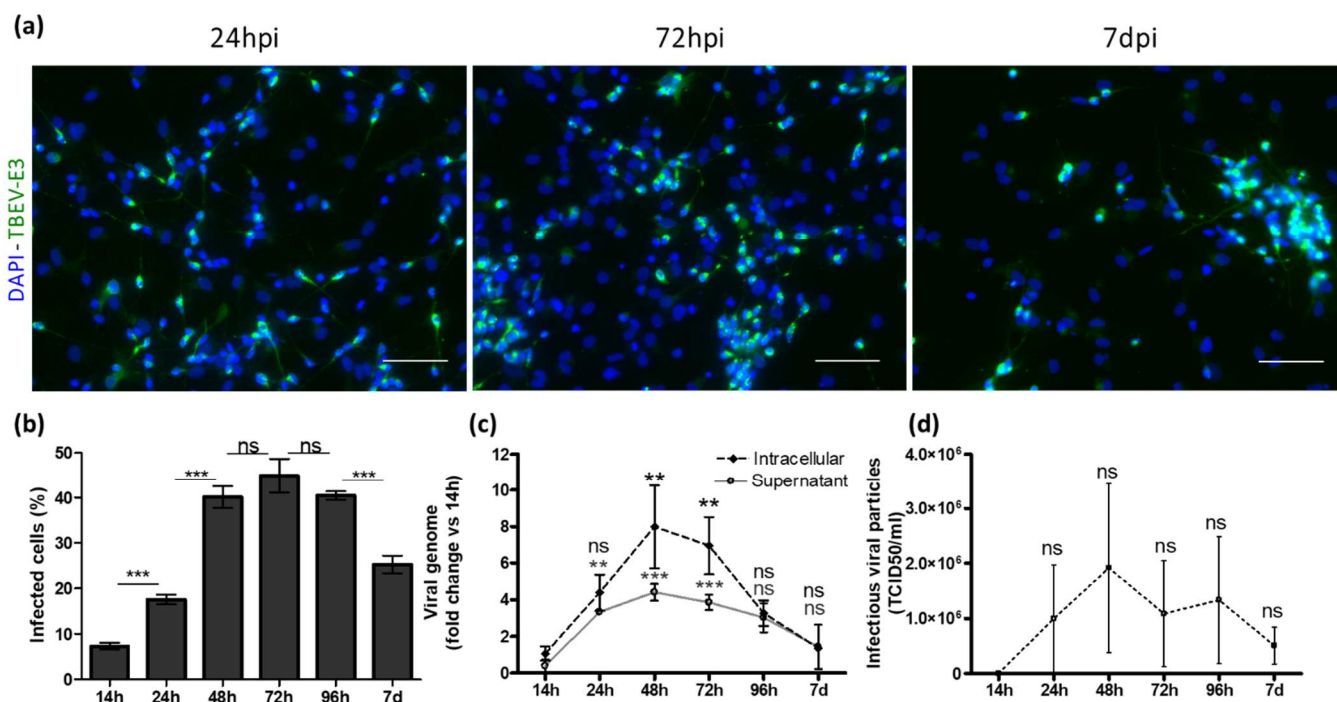 (a)
24hpi
72hpi
7dpi
DAPI - TBEV-E3
(b)
Infected cells (%)
50
40
30
20
10
0
***
***
ns
ns
***
14h 24h 48h 72h 96h 7d
(c)
Viral genome
(fold change vs 14h)
12
10
8
6
4
2
0
Intracellular
Supernatant
ns
**
**
***
**
***
ns
ns
ns
ns
14h 24h 48h 72h 96h 7d
(d)
Infectious viral particles
(TCID50/ml)
4.0×10⁶
3.0×10⁶
2.0×10⁶
1.0×10⁶
0
ns
ns
ns
ns
ns
14h 24h 48h 72h 96h 7d